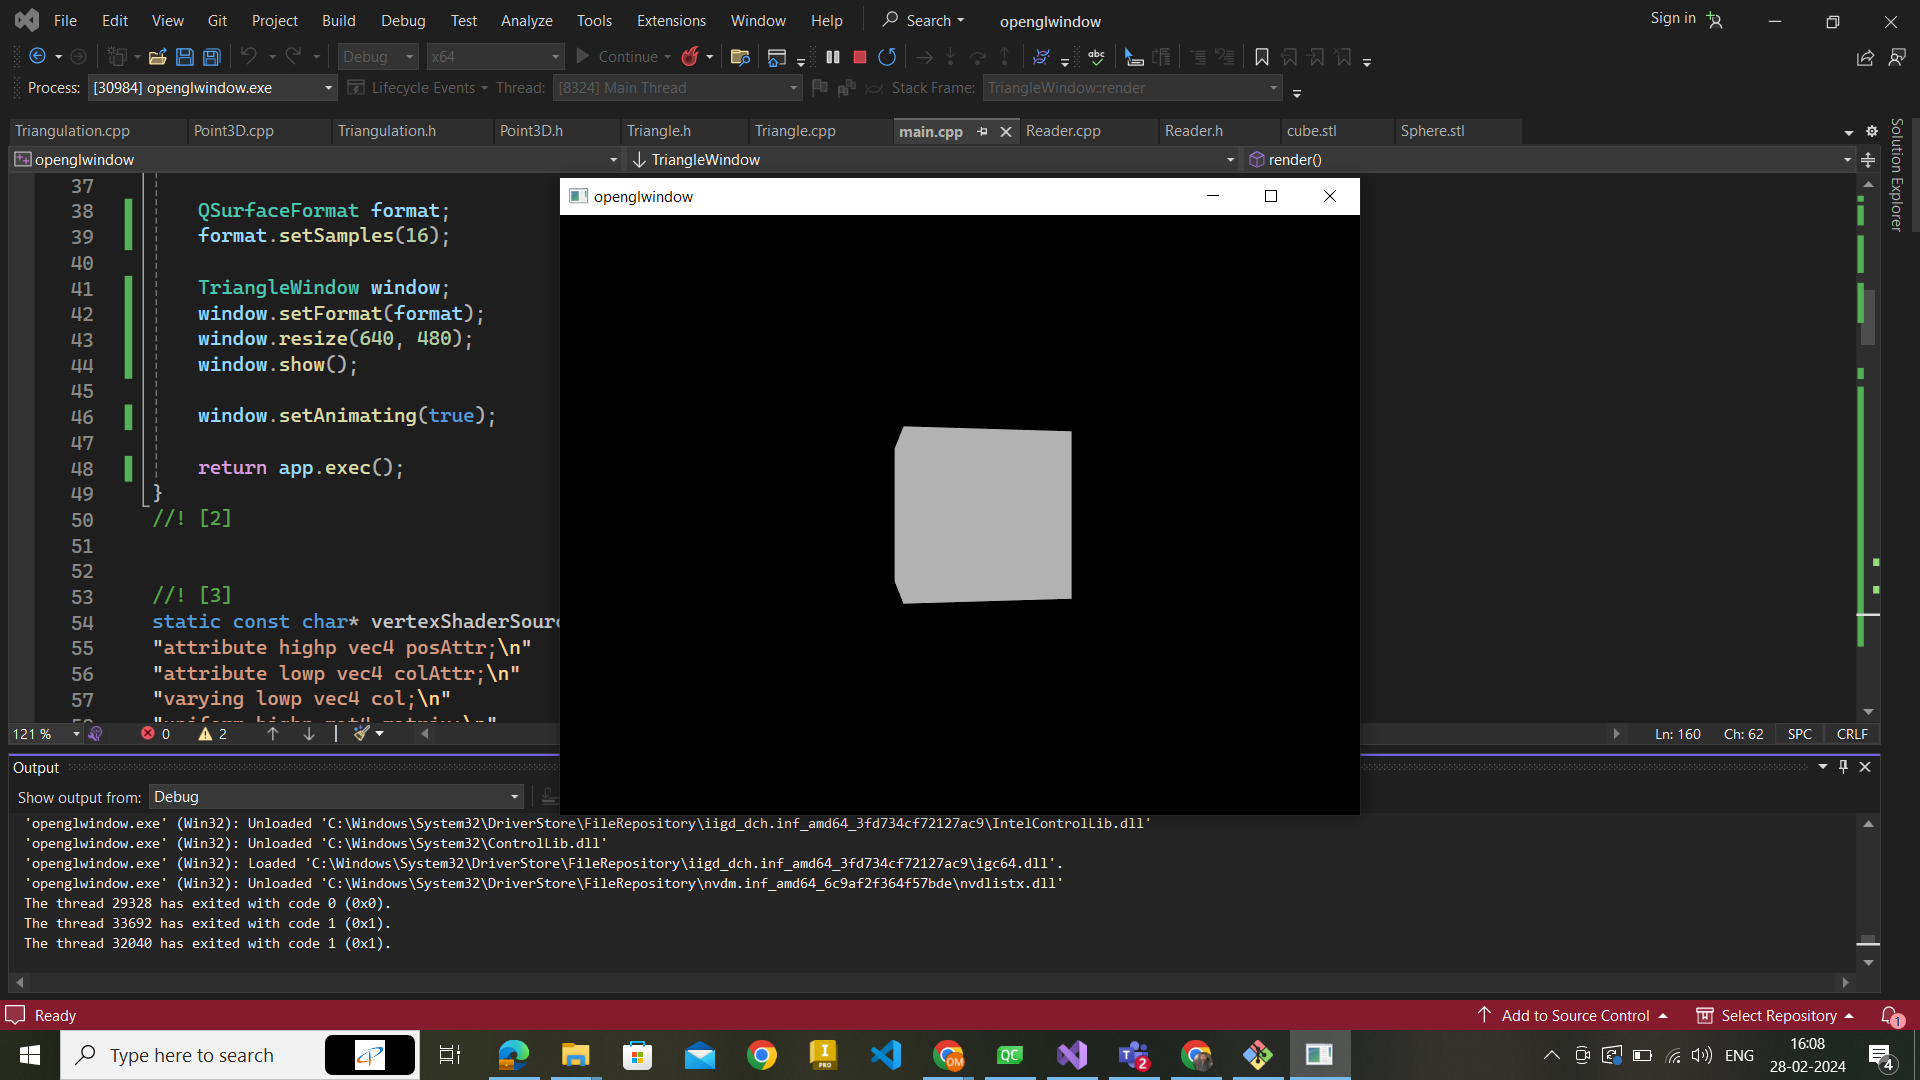 File Edit View Git Project Build Debug Test Analyze Tools Extensions Window Help Search openglwindow Sign in
Debug x64 Continue
Process: [30984] openglwindow.exe Lifecycle Events Thread: [8324] Main Thread Stack Frame: TriangleWindow::render
Triangulation.cpp Point3D.cpp Triangulation.h Point3D.h Triangle.h Triangle.cpp main.cpp Reader.cpp Reader.h cube.stl Sphere.stl
Solution Explorer
openglwindow TriangleWindow render()
openglwindow
37
38 QSurfaceFormat format;
39 format.setSamples(16);
40
41 TriangleWindow window;
42 window.setFormat(format);
43 window.resize(640, 480);
44 window.show();
45
46 window.setAnimating(true);
47
48 return app.exec();
49 }
50 //! [2]
51
52
53 //! [3]
54 static const char* vertexShaderSourc
55 "attribute highp vec4 posAttr;\n"
56 "attribute lowp vec4 colAttr;\n"
57 "varying lowp vec4 col;\n"
58 "uniform highp mat4 matrix;\n"
121 % 0 2 Ln: 160 Ch: 62 SPC CRLF
Output
Show output from: Debug
'openglwindow.exe' (Win32): Unloaded 'C:\Windows\System32\DriverStore\FileRepository\iigd_dch.inf_amd64_3fd734cf72127ac9\IntelControlLib.dll'
'openglwindow.exe' (Win32): Unloaded 'C:\Windows\System32\ControlLib.dll'
'openglwindow.exe' (Win32): Loaded 'C:\Windows\System32\DriverStore\FileRepository\iigd_dch.inf_amd64_3fd734cf72127ac9\igc64.dll'.
'openglwindow.exe' (Win32): Unloaded 'C:\Windows\System32\DriverStore\FileRepository\nvdm.inf_amd64_6c9af2f364f57bde\nvdlistx.dll'
The thread 29328 has exited with code 0 (0x0).
The thread 33692 has exited with code 1 (0x1).
The thread 32040 has exited with code 1 (0x1).
Ready Add to Source Control Select Repository 1
Type here to search ENG 16:08
28-02-2024 4